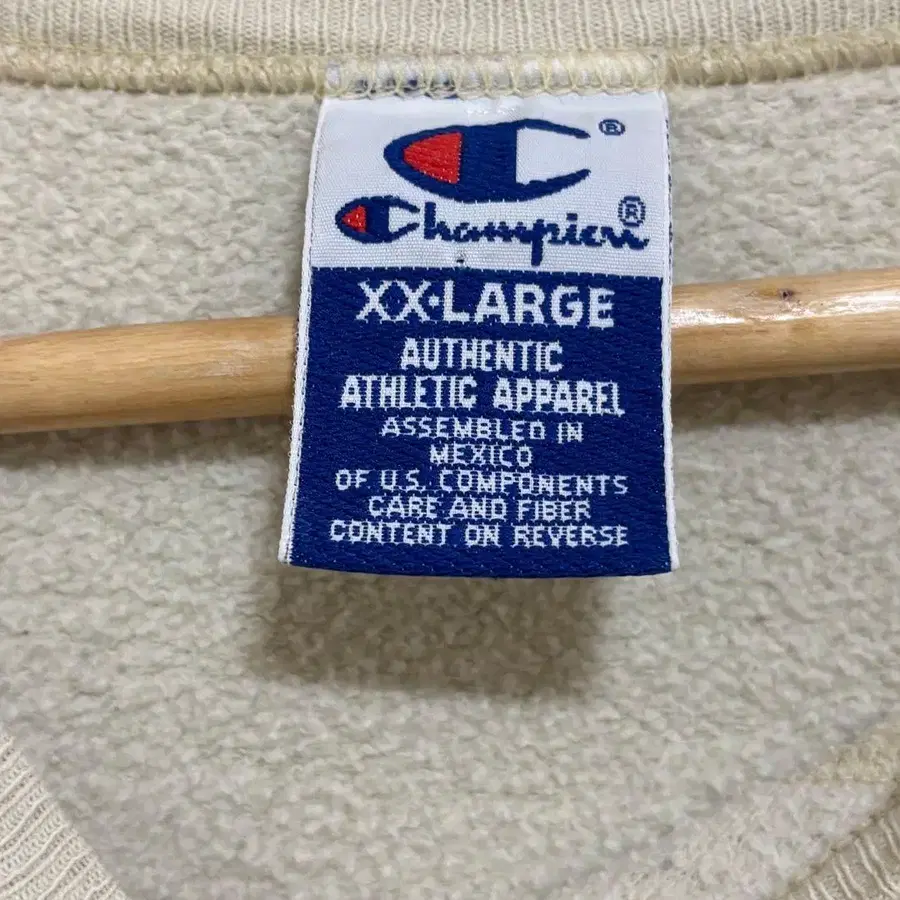 ®
Champion®
XX·LARGE
AUTHENTIC
ATHLETIC APPAREL
ASSEMBLED IN
MEXICO
OF U.S. COMPONENTS
CARE AND FIBER
CONTENT ON REVERSE